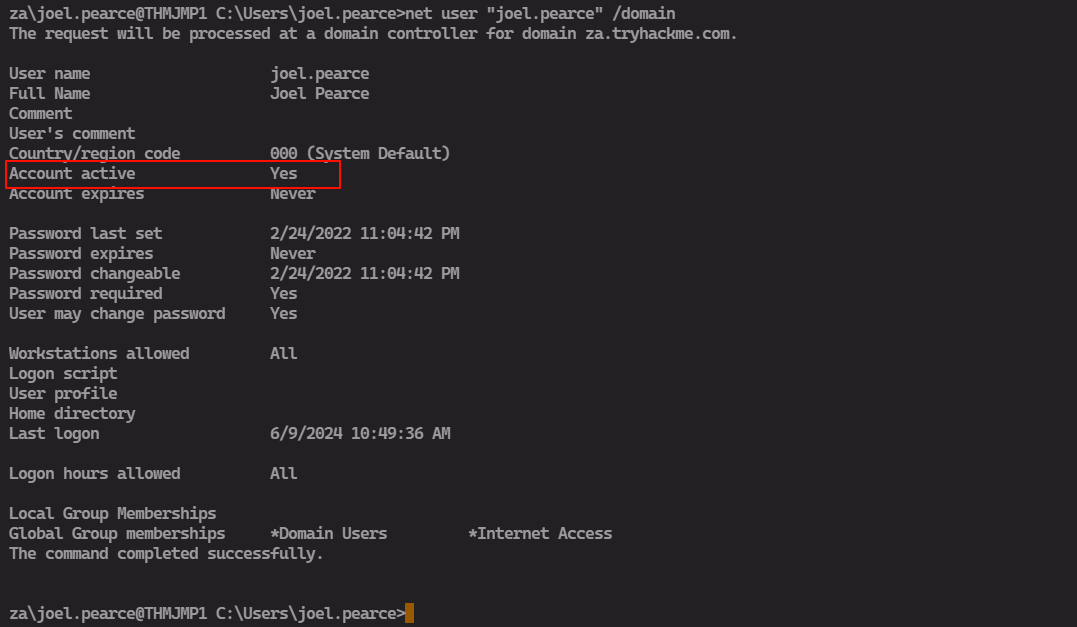 za\joel.pearce@THMJMP1 C:\Users\joel.pearce>net user "joel.pearce" /domain
The request will be processed at a domain controller for domain za.tryhackme.com.
User name                    joel.pearce
Full Name                    Joel Pearce
Comment
User's comment
Country/region code          000 (System Default)
Account active               Yes
Account expires              Never
Password last set            2/24/2022 11:04:42 PM
Password expires             Never
Password changeable          2/24/2022 11:04:42 PM
Password required            Yes
User may change password     Yes
Workstations allowed         All
Logon script
User profile
Home directory
Last logon                   6/9/2024 10:49:36 AM
Logon hours allowed          All
Local Group Memberships
Global Group memberships     *Domain Users         *Internet Access
The command completed successfully.
za\joel.pearce@THMJMP1 C:\Users\joel.pearce>